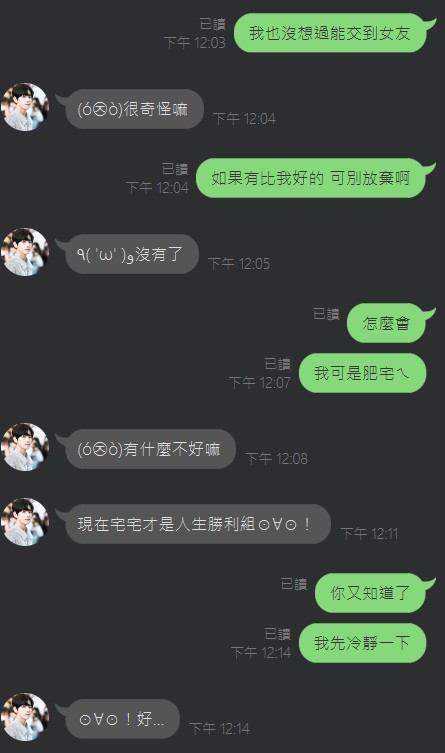 已讀
下午 12:03
我也沒想過能交到女友
(ó㉨ò)很奇怪嘛
下午 12:04
已讀
下午 12:04
如果有比我好的 可別放棄啊
٩( 'ω' )و沒有了
下午 12:05
已讀
怎麼會
已讀
下午 12:07
我可是肥宅ㄟ
(ó㉨ò)有什麼不好嘛
下午 12:08
現在宅宅才是人生勝利組⊙∀⊙！
下午 12:11
已讀
你又知道了
已讀
下午 12:14
我先冷靜一下
⊙∀⊙！好...
下午 12:14